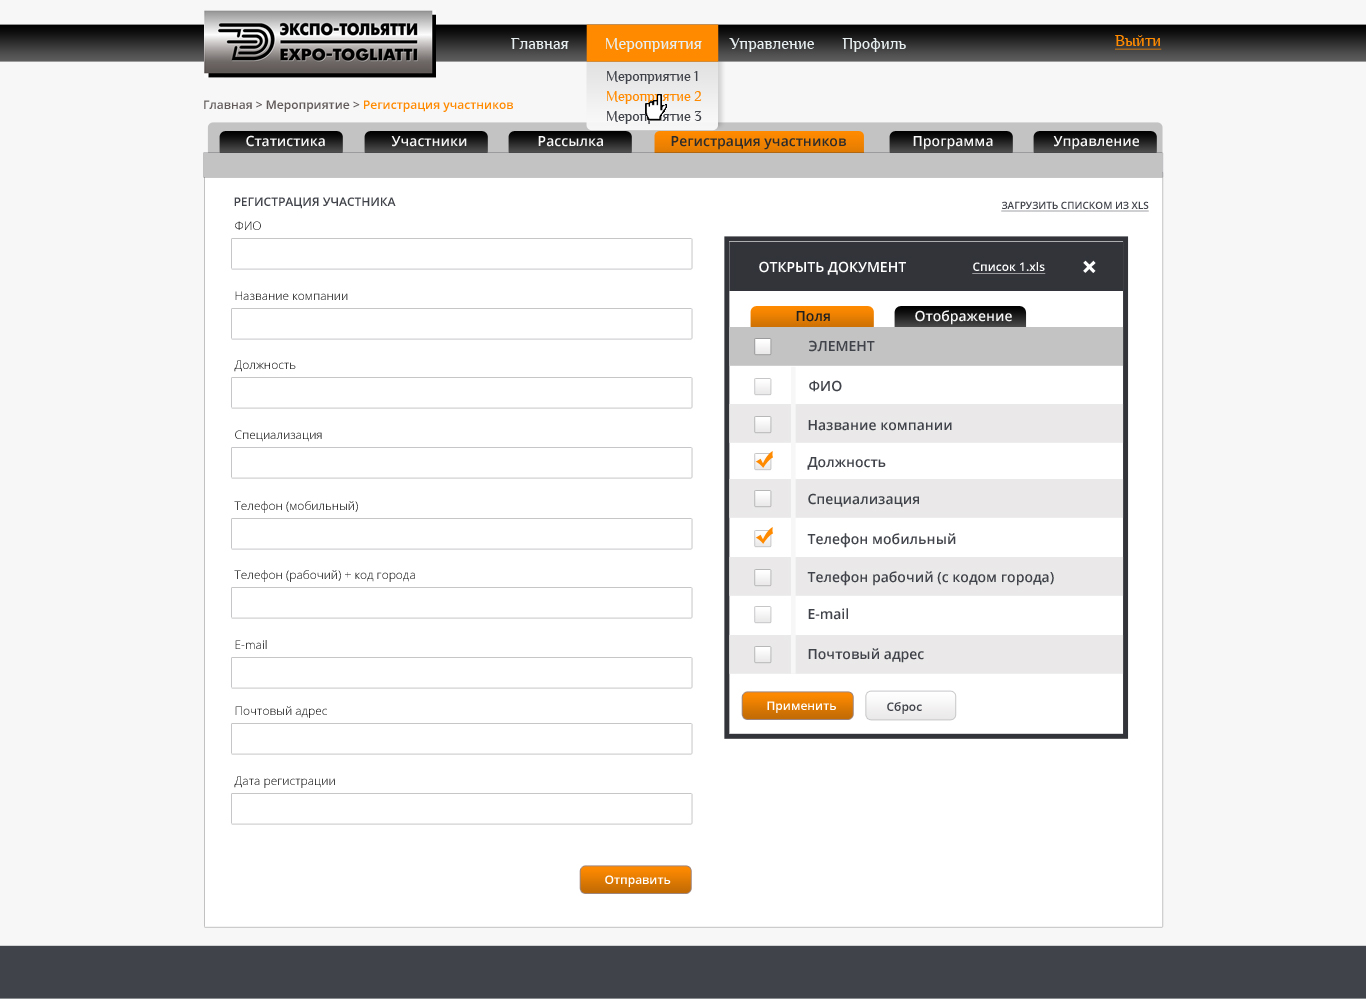 ЭКСПО-ТОЛЬЯТТИ
EXPO-TOGLIATTI
Главная Мероприятия Управление Профиль Выйти
Мероприятие 1
Мероприятие 2
Мероприятие 3
Главная > Мероприятие > Регистрация участников
Статистика Участники Рассылка Регистрация участников Программа Управление
РЕГИСТРАЦИЯ УЧАСТНИКА
ЗАГРУЗИТЬ СПИСКОМ ИЗ XLS
ФИО
Название компании
Должность
Специализация
Телефон (мобильный)
Телефон (рабочий) + код города
E-mail
Почтовый адрес
Дата регистрации
Отправить
ОТКРЫТЬ ДОКУМЕНТ Список 1.xls
Поля Отображение
ЭЛЕМЕНТ
ФИО
Название компании
Должность
Специализация
Телефон мобильный
Телефон рабочий (с кодом города)
E-mail
Почтовый адрес
Применить Сброс